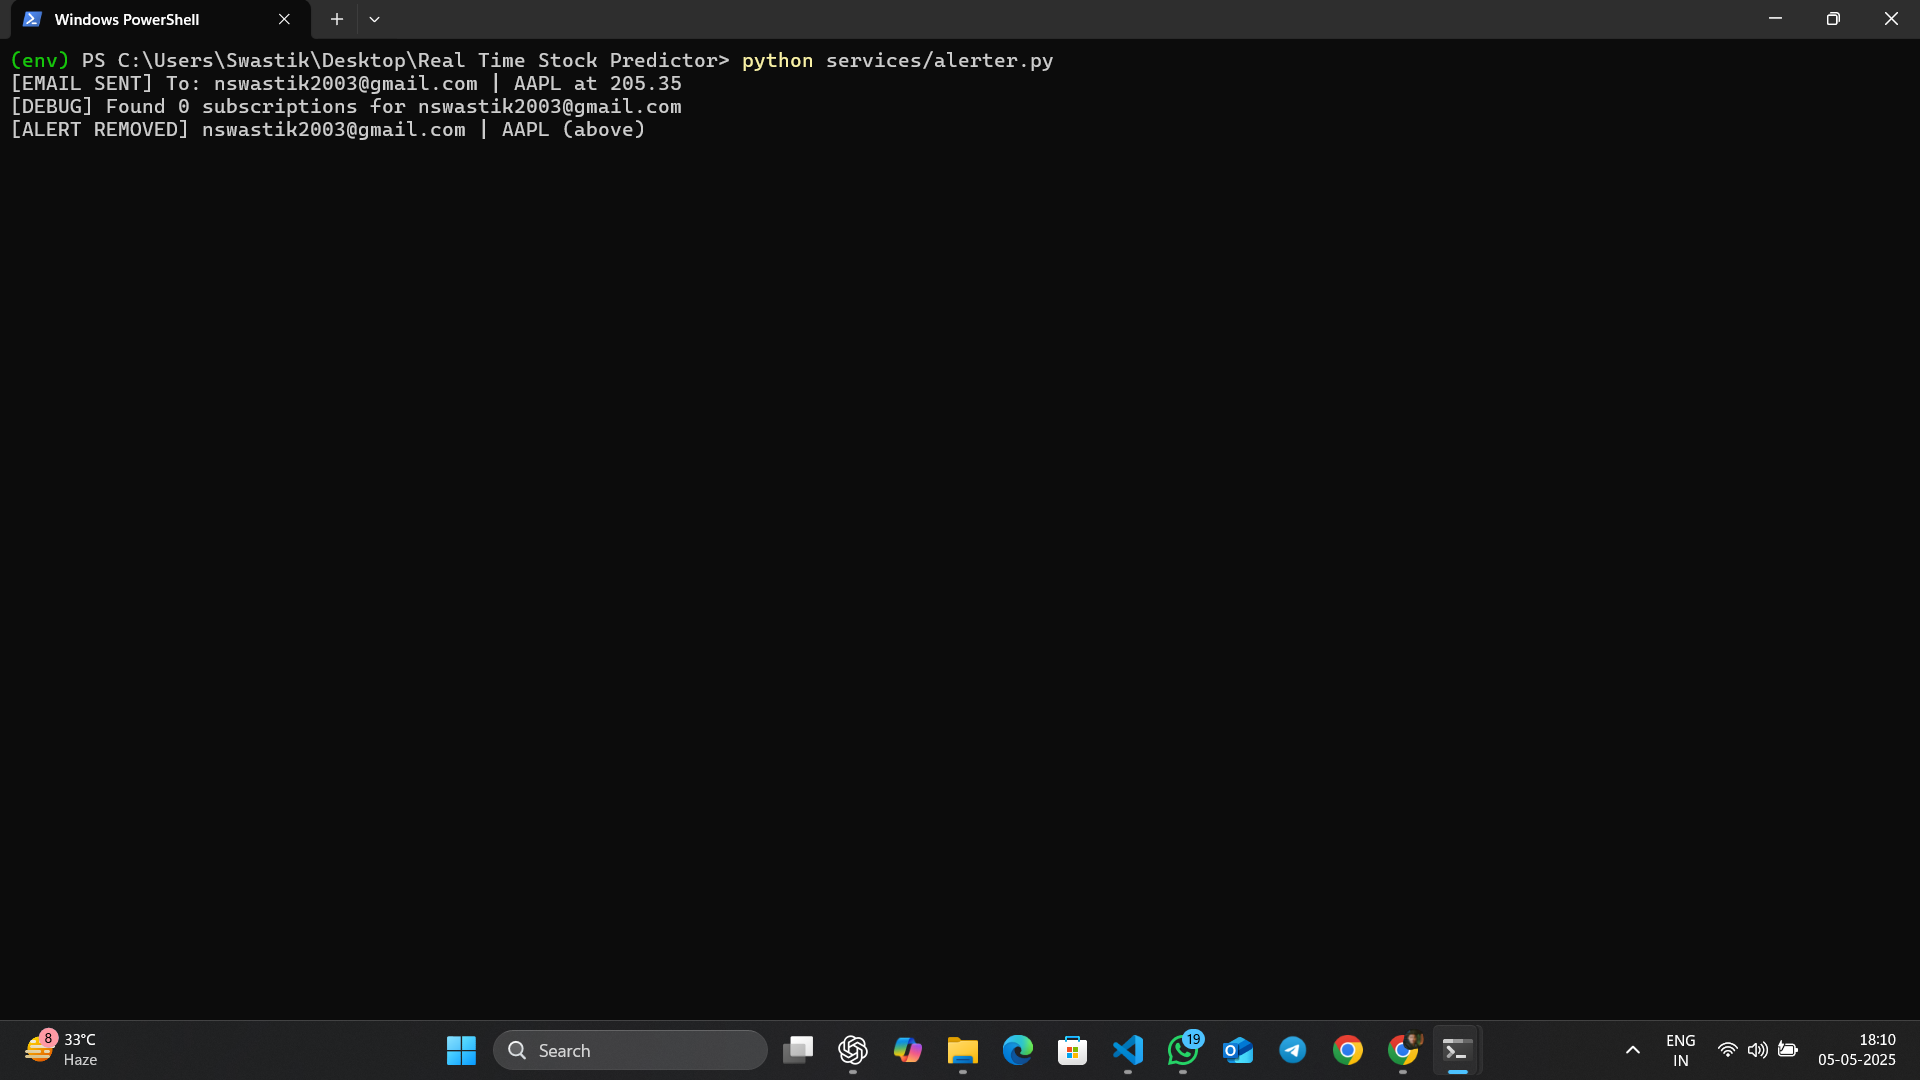 Windows PowerShell
(env) PS C:\Users\Swastik\Desktop\Real Time Stock Predictor> python services/alerter.py
[EMAIL SENT] To: nswastik2003@gmail.com | AAPL at 205.35
[DEBUG] Found 0 subscriptions for nswastik2003@gmail.com
[ALERT REMOVED] nswastik2003@gmail.com | AAPL (above)
8
33°C
Haze
Search
19
ENG
IN
18:10
05-05-2025